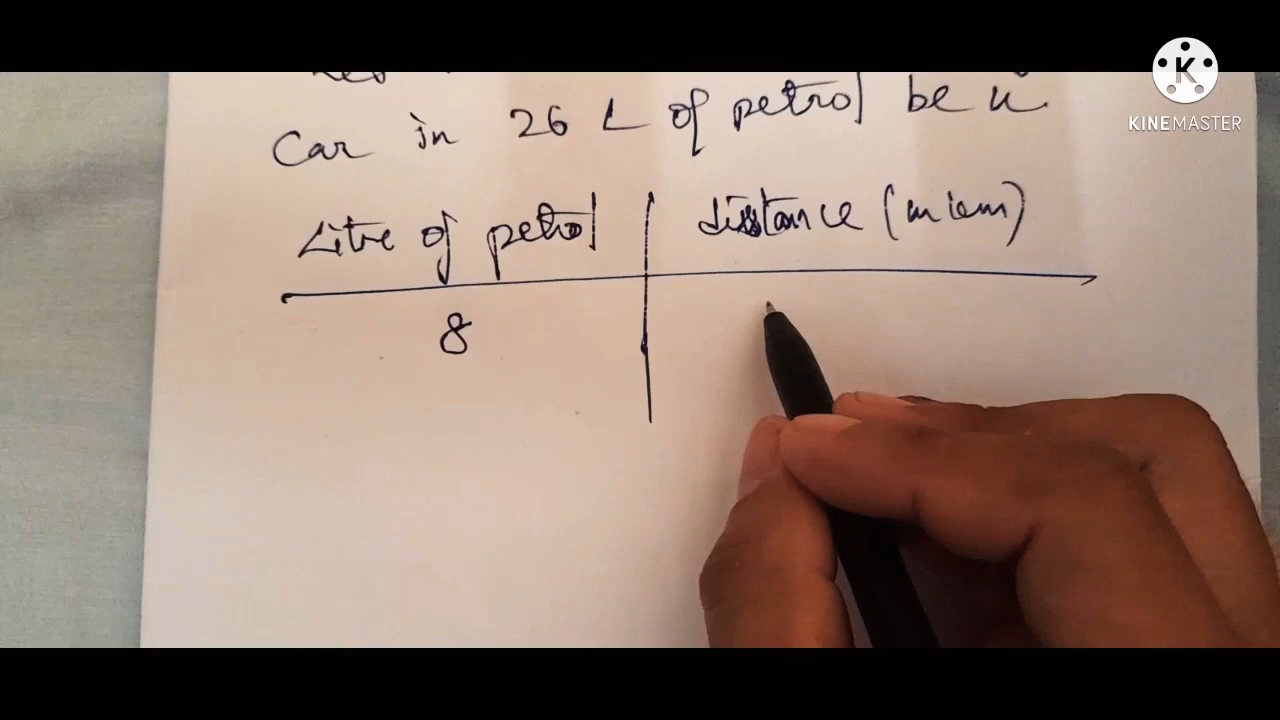 Car in 26 L of petrol be x.
Litre of petrol
distance (in km)
8
K
KINEMASTER